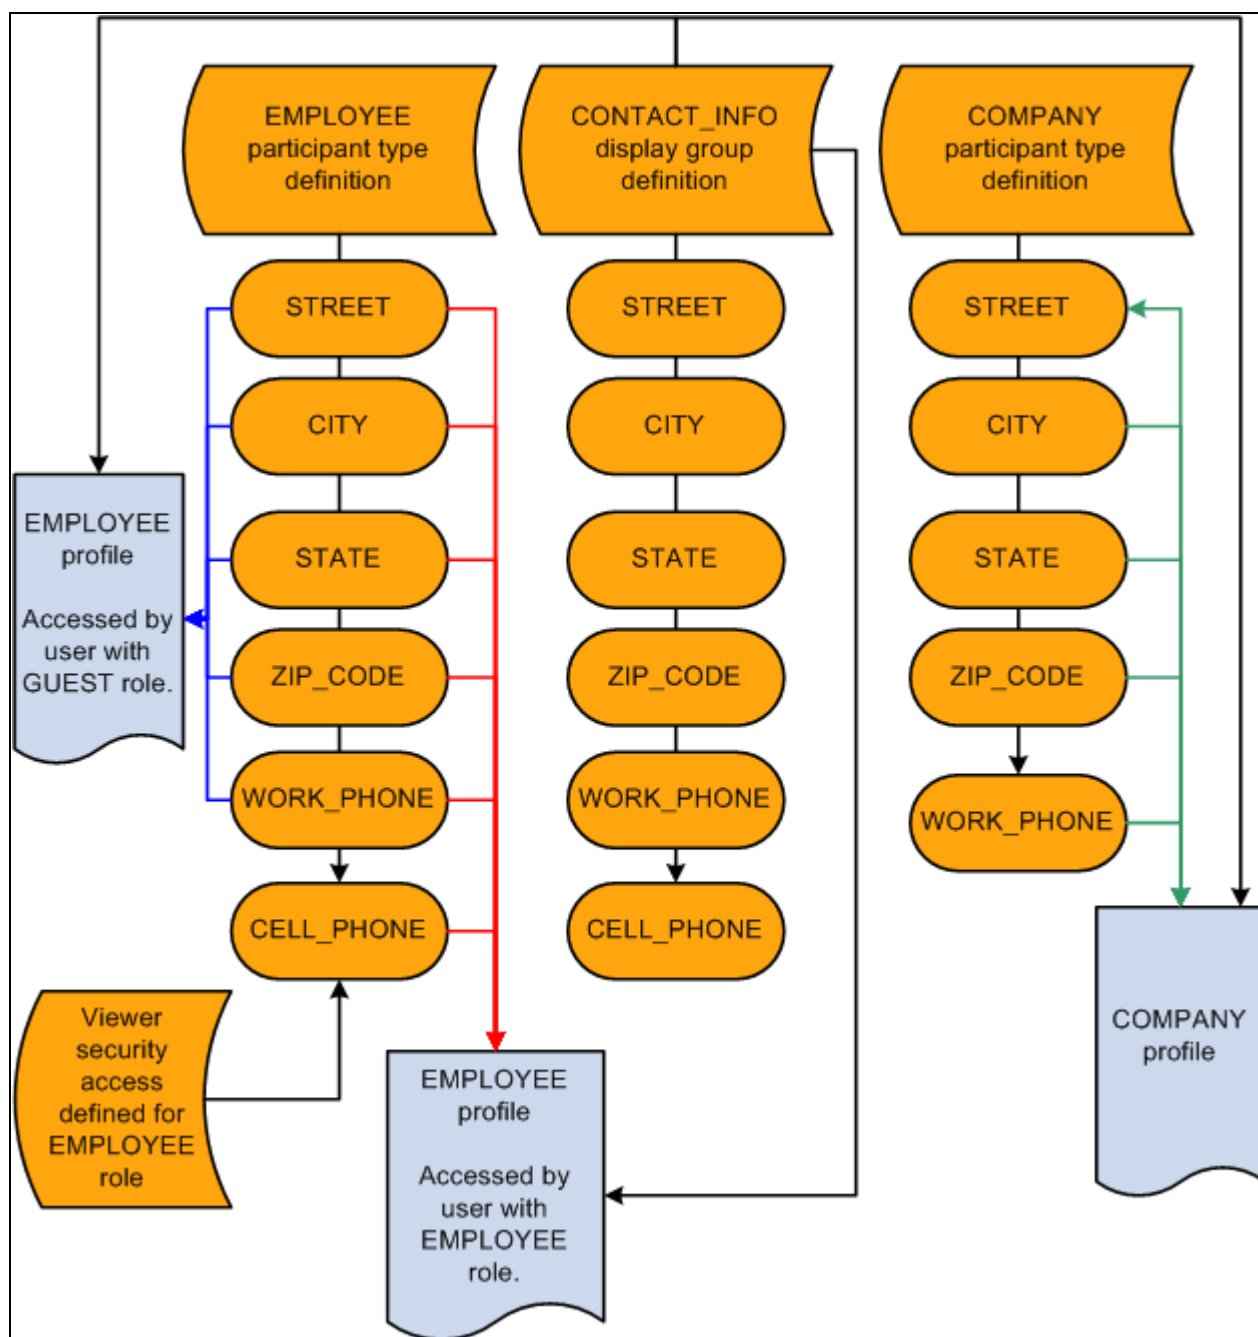 EMPLOYEE
participant type
definition
CONTACT_INFO
display group
definition
COMPANY
participant type
definition
STREET
STREET
STREET
CITY
CITY
CITY
EMPLOYEE
profile
Accessed by
user with
GUEST role.
STATE
STATE
STATE
ZIP_CODE
ZIP_CODE
ZIP_CODE
WORK_PHONE
WORK_PHONE
WORK_PHONE
CELL_PHONE
CELL_PHONE
Viewer
security
access
defined for
EMPLOYEE
role
EMPLOYEE
profile
Accessed by
user with
EMPLOYEE
role.
COMPANY
profile